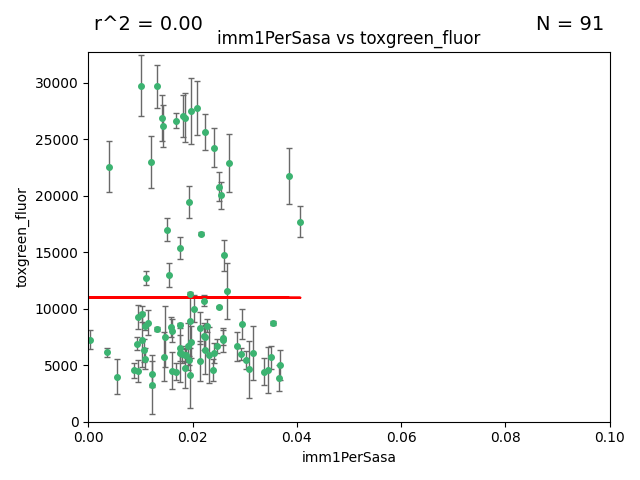 r^2 = 0.00
N = 91
imm1PerSasa vs toxgreen_fluor
toxgreen_fluor
30000
25000
20000
15000
10000
5000
0
0.00
0.02
0.04
0.06
0.08
0.10
imm1PerSasa